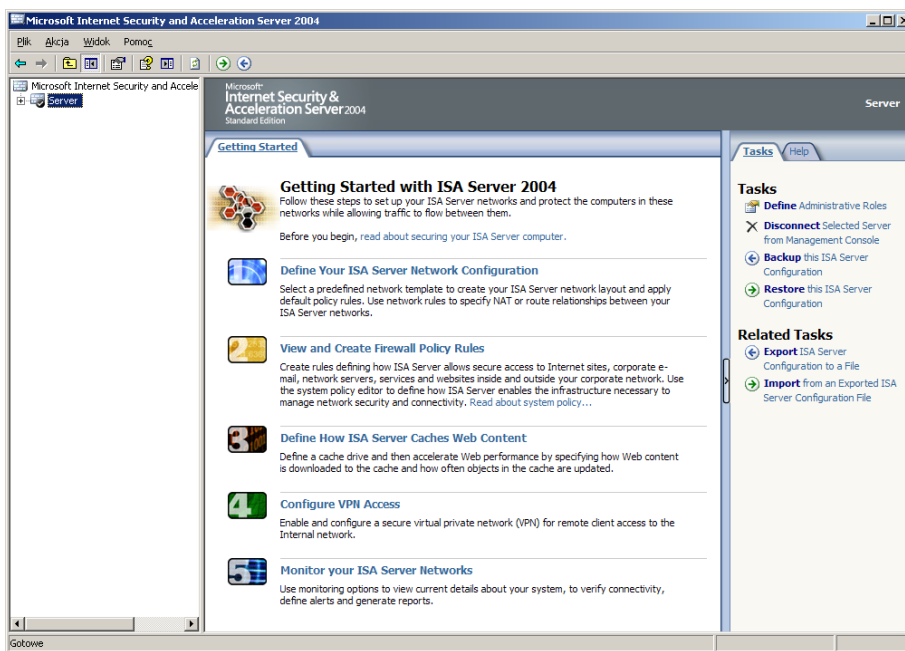 Microsoft Internet Security and Acceleration Server 2004
Plik Akcja Widok Pomoc
Microsoft Internet Security and Accele
Server
Microsoft
Internet Security &
Acceleration Server 2004
Standard Edition
Server
Getting Started
Getting Started with ISA Server 2004
Follow these steps to set up your ISA Server networks and protect the computers in these
networks while allowing traffic to flow between them.
Before you begin, read about securing your ISA Server computer.
1
Define Your ISA Server Network Configuration
Select a predefined network template to create your ISA Server network layout and apply
default policy rules. Use network rules to specify NAT or route relationships between your
ISA Server networks.
2
View and Create Firewall Policy Rules
Create rules defining how ISA Server allows secure access to Internet sites, corporate e-
mail, network servers, services and websites inside and outside your corporate network. Use
the system policy editor to define how ISA Server enables the infrastructure necessary to
manage network security and connectivity. Read about system policy...
3
Define How ISA Server Caches Web Content
Define a cache drive and then accelerate Web performance by specifying how Web content
is downloaded to the cache and how often objects in the cache are updated.
4
Configure VPN Access
Enable and configure a secure virtual private network (VPN) for remote client access to the
Internal network.
5
Monitor your ISA Server Networks
Use monitoring options to view current details about your system, to verify connectivity,
define alerts and generate reports.
Tasks Help
Tasks
Define Administrative Roles
Disconnect Selected Server
from Management Console
Backup this ISA Server
Configuration
Restore this ISA Server
Configuration
Related Tasks
Export ISA Server
Configuration to a File
Import from an Exported ISA
Server Configuration File
Gotowe